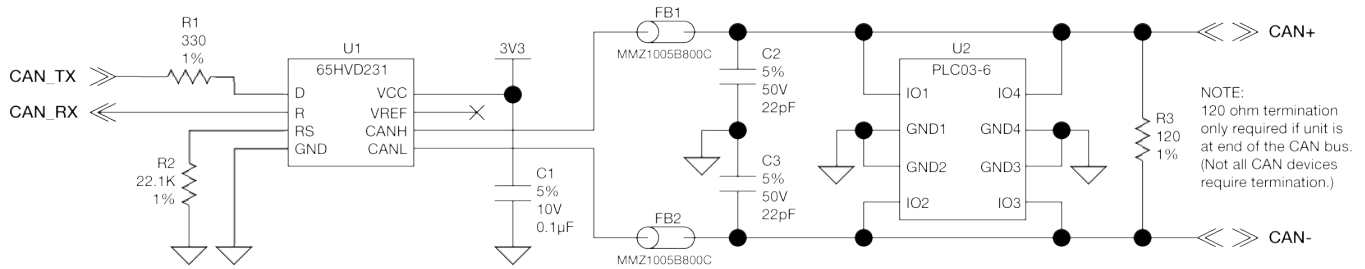 R1
330
1%
CAN_TX
CAN_RX
R2
22.1K
1%
U1
65HVD231
D
R
RS
GND
VCC
VREF
CANH
CANL
3V3
C1
5%
10V
0.1µF
FB1
MMZ1005B800C
FB2
MMZ1005B800C
C2
5%
50V
22pF
C3
5%
50V
22pF
U2
PLC03-6
IO1
GND1
GND2
IO2
IO4
GND4
GND3
IO3
R3
120
1%
CAN+
CAN-
NOTE:
120 ohm termination
only required if unit is
at end of the CAN bus.
(Not all CAN devices
require termination.)